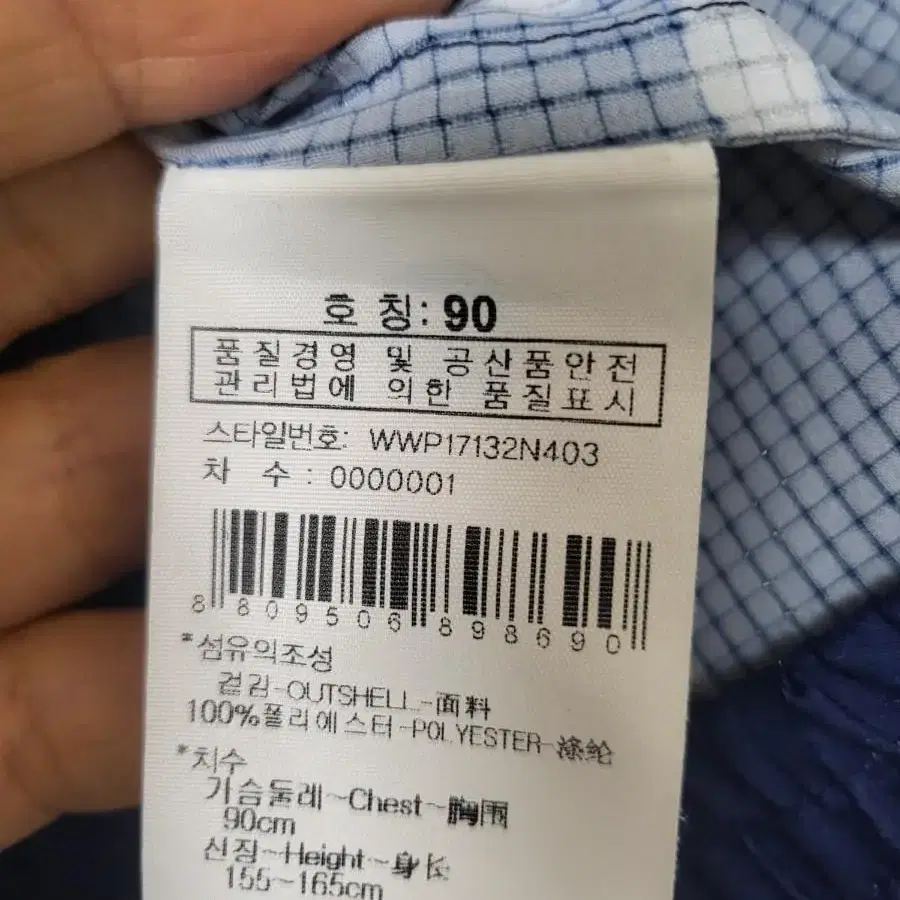 호 칭: 90
품질경영 및 공산품안전
관리법에 의한 품질표시
스타일번호: WWP17132N403
차 수 : 0000001
8809506898690
*섬유의조성
겉감-OUTSHELL-面料
100%폴리에스터-POLYESTER-涤纶
*치수
가슴둘레~Chest~胸围
90cm
신장~Height~身长
155~165cm